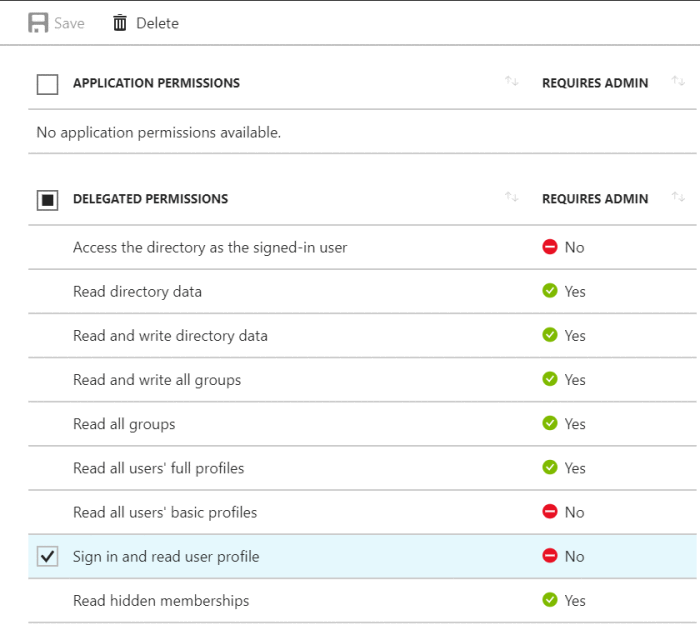 Save Delete
APPLICATION PERMISSIONS REQUIRES ADMIN
No application permissions available.
DELEGATED PERMISSIONS REQUIRES ADMIN
Access the directory as the signed-in user No
Read directory data Yes
Read and write directory data Yes
Read and write all groups Yes
Read all groups Yes
Read all users' full profiles Yes
Read all users' basic profiles No
Sign in and read user profile No
Read hidden memberships Yes